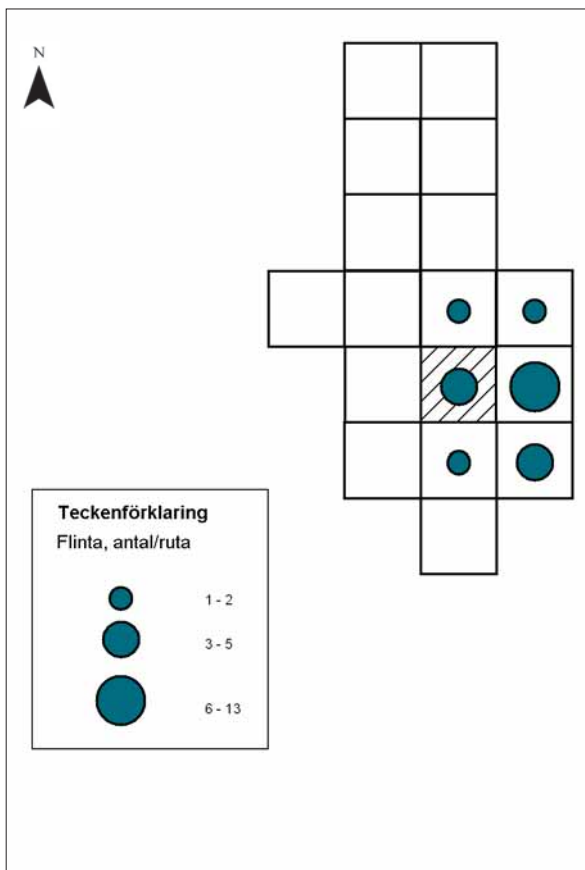 N
Teckenförklaring
Flinta, antal/ruta
1 - 2
3 - 5
6 - 13